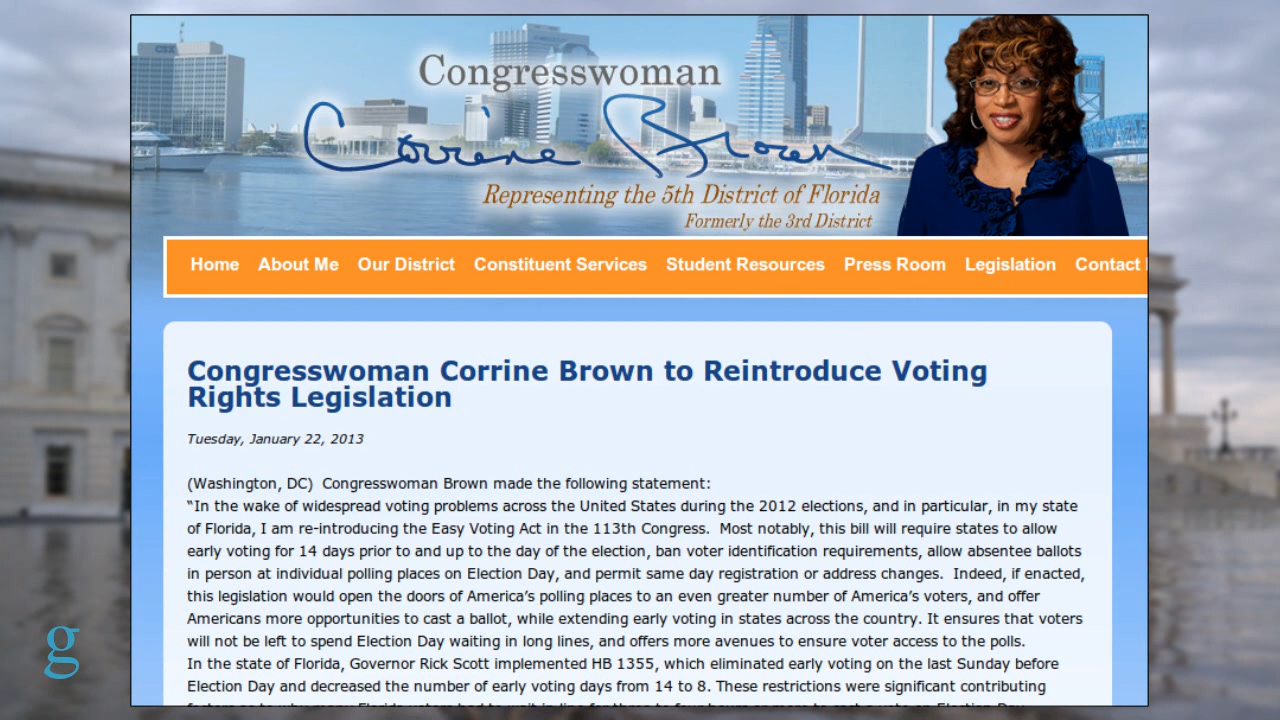 CSX
Congresswoman
Corrine Brown
Representing the 5th District of Florida
Formerly the 3rd District
Home About Me Our District Constituent Services Student Resources Press Room Legislation Contact
Congresswoman Corrine Brown to Reintroduce Voting
Rights Legislation
Tuesday, January 22, 2013
(Washington, DC)  Congresswoman Brown made the following statement:
“In the wake of widespread voting problems across the United States during the 2012 elections, and in particular, in my state
of Florida, I am re-introducing the Easy Voting Act in the 113th Congress.  Most notably, this bill will require states to allow
early voting for 14 days prior to and up to the day of the election, ban voter identification requirements, allow absentee ballots
in person at individual polling places on Election Day, and permit same day registration or address changes.  Indeed, if enacted,
this legislation would open the doors of America’s polling places to an even greater number of America’s voters, and offer
Americans more opportunities to cast a ballot, while extending early voting in states across the country. It ensures that voters
will not be left to spend Election Day waiting in long lines, and offers more avenues to ensure voter access to the polls.
In the state of Florida, Governor Rick Scott implemented HB 1355, which eliminated early voting on the last Sunday before
Election Day and decreased the number of early voting days from 14 to 8. These restrictions were significant contributing
g